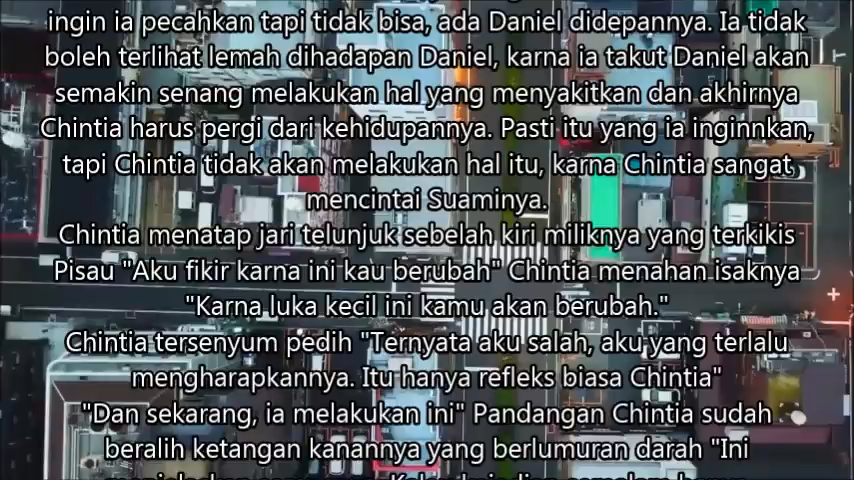 ingin ia pecahkan tapi tidak bisa, ada Daniel didepannya. Ia tidak
boleh terlihat lemah dihadapan Daniel, karna ia takut Daniel akan
semakin senang melakukan hal yang menyakitkan dan akhirnya
Chintia harus pergi dari kehidupannya. Pasti itu yang ia inginnkan,
tapi Chintia tidak akan melakukan hal itu, karna Chintia sangat
mencintai Suaminya.
Chintia menatap jari telunjuk sebelah kiri miliknya yang terkikis
Pisau "Aku fikir karna ini kau berubah" Chintia menahan isaknya
"Karna luka kecil ini kamu akan berubah."
Chintia tersenyum pedih "Ternyata aku salah, aku yang terlalu
mengharapkannya. Itu hanya refleks biasa Chintia"
"Dan sekarang, ia melakukan ini" Pandangan Chintia sudah
beralih ketangan kanannya yang berlumuran darah "Ini